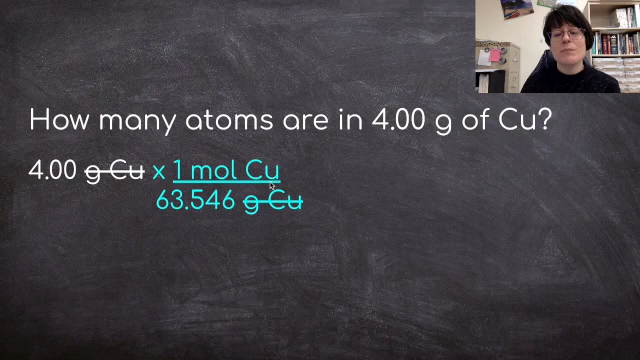 How many atoms are in 4.00 g of Cu?
4.00 g Cu x 1 mol Cu
63.546 g Cu